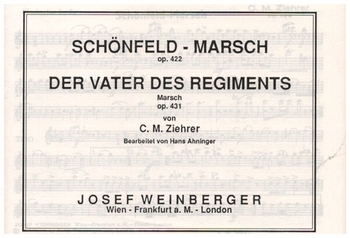 SCHÖNFELD - MARSCH
op. 422
DER VATER DES REGIMENTS
Marsch
op. 431
von
C. M. Ziehrer
Bearbeitet von Hans Ahninger
JOSEF WEINBERGER
Wien - Frankfurt a. M. - London
C. M. ZIEHRER